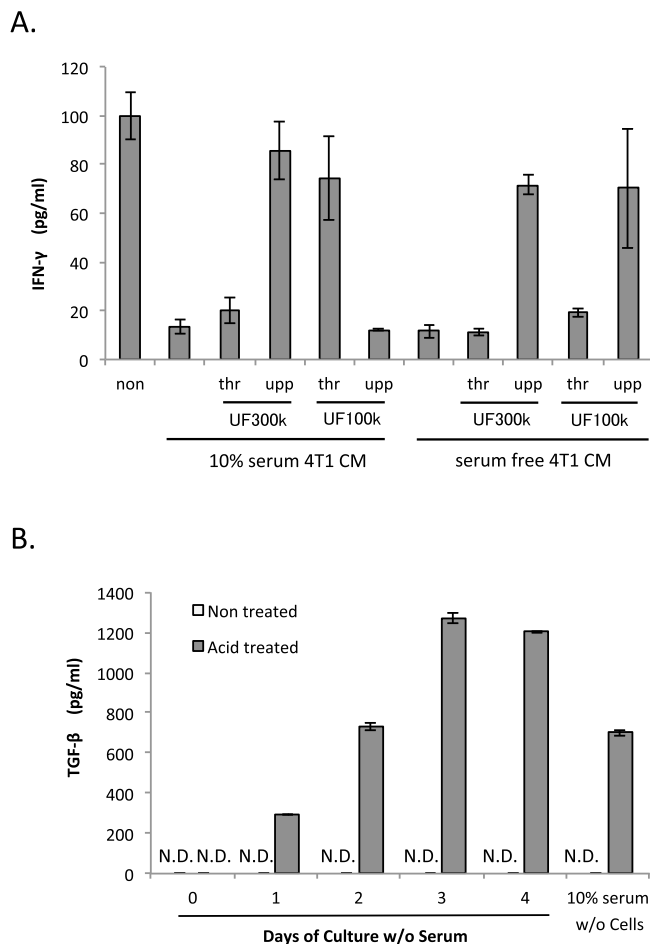 A.
IFN-γ (pg/ml)
120
100
80
60
40
20
0
non thr upp thr upp thr upp thr upp
UF300k UF100k UF300k UF100k
10% serum 4T1 CM serum free 4T1 CM
B.
TGF-β (pg/ml)
1400
1200
1000
800
600
400
200
0
Non treated
Acid treated
N.D. N.D. N.D. N.D. N.D. N.D. N.D.
0 1 2 3 4 10% serum
w/o Cells
Days of Culture w/o Serum